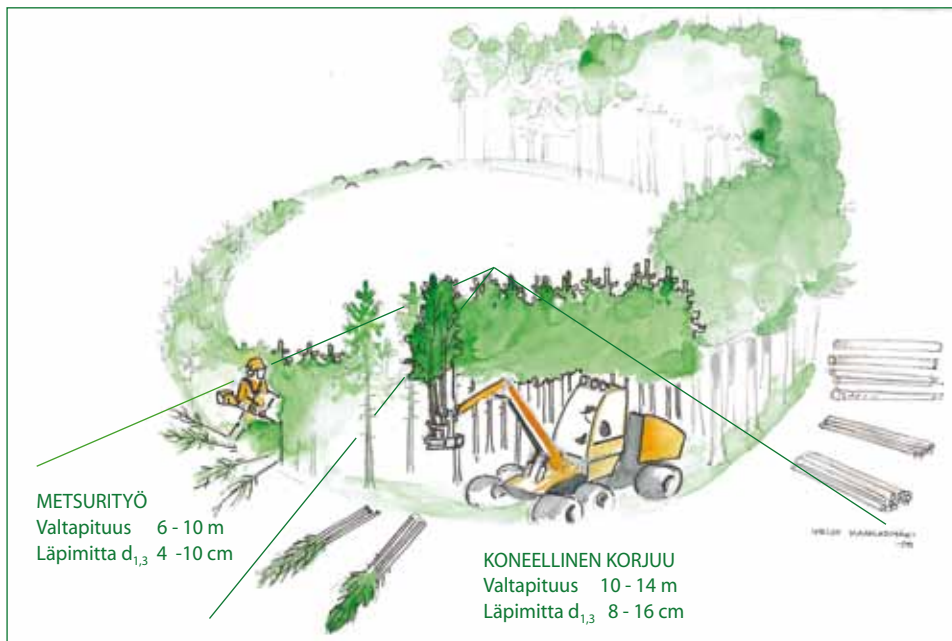 METSURITYÖ
Valtapituus 6 - 10 m
Läpimitta d1,3 4 -10 cm
KONEELLINEN KORJUU
Valtapituus 10 - 14 m
Läpimitta d1,3 8 - 16 cm